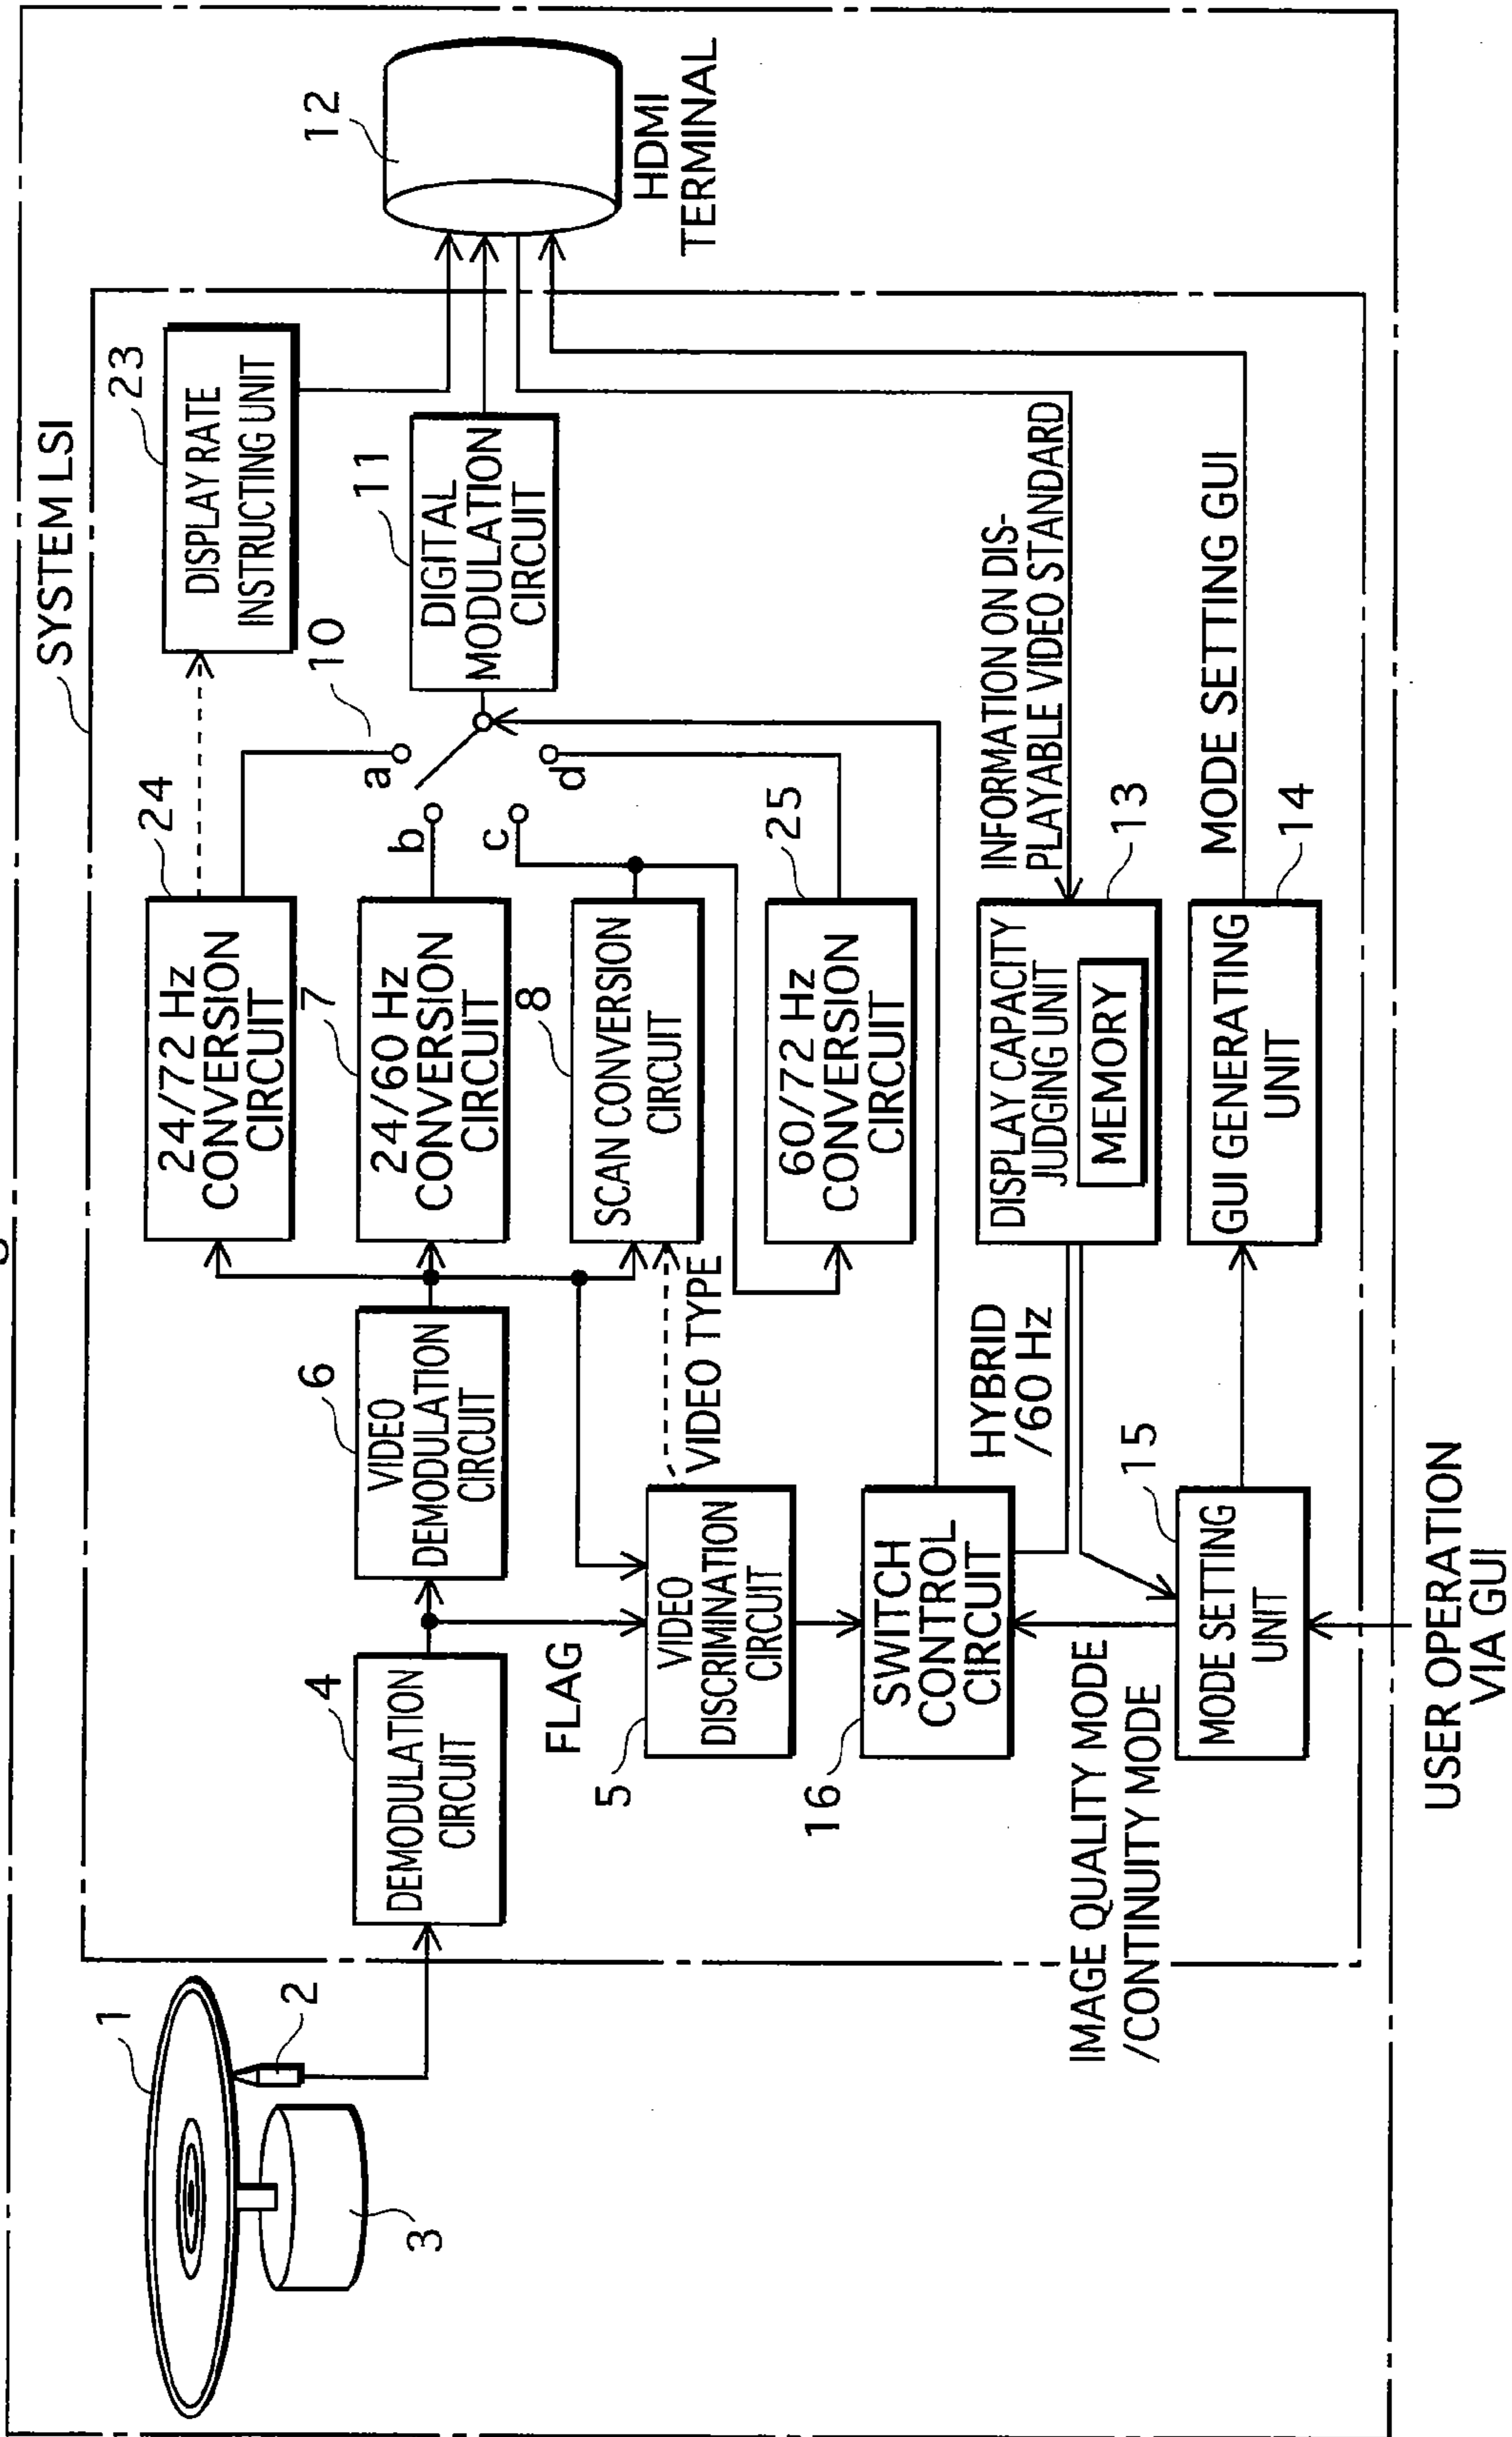 SYSTEM LSI
1
2
3
4
DEMODULATION
CIRCUIT
FLAG
6
VIDEO
DEMODULATION
CIRCUIT
5
VIDEO
DISCRIMINATION
CIRCUIT
VIDEO TYPE
16
SWITCH
CONTROL
CIRCUIT
HYBRID
/60 Hz
IMAGE QUALITY MODE
/CONTINUITY MODE
15
MODE SETTING
UNIT
USER OPERATION
VIA GUI
24
24/72 Hz
CONVERSION
CIRCUIT
7
24/60 Hz
CONVERSION
CIRCUIT
8
SCAN CONVERSION
CIRCUIT
25
60/72 Hz
CONVERSION
CIRCUIT
13
DISPLAY CAPACITY
JUDGING UNIT
MEMORY
14
GUI GENERATING
UNIT
10
a
b
c
d
23
DISPLAY RATE
INSTRUCTING UNIT
11
DIGITAL
MODULATION
CIRCUIT
INFORMATION ON DIS-
PLAYABLE VIDEO STANDARD
MODE SETTING GUI
12
HDMI
TERMINAL